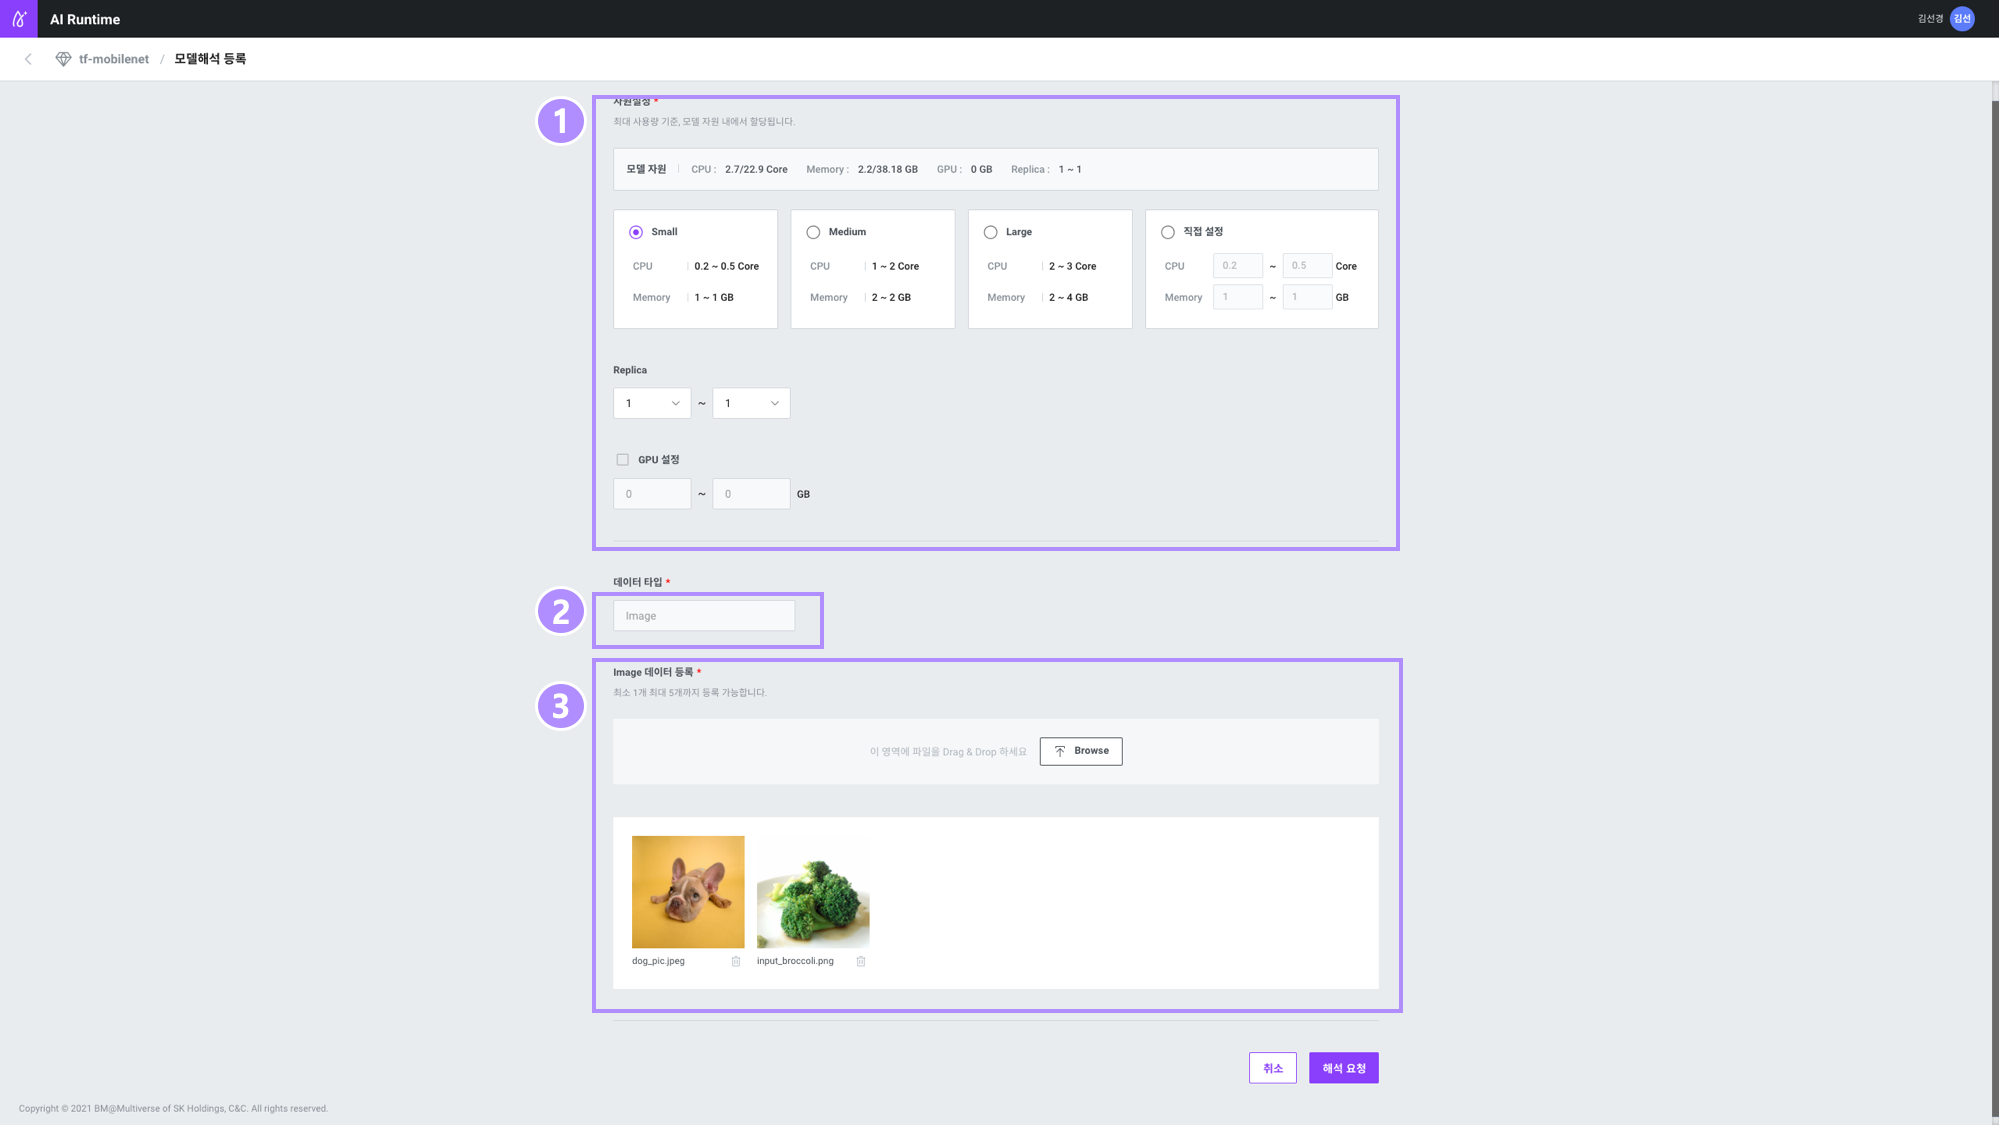 AI Runtime
김선경 김선
tf-mobilenet / 모델해석 등록
1
자원설정 *
최대 사용량 기준, 모델 자원 내에서 할당됩니다.
모델 자원 CPU : 2.7/22.9 Core Memory : 2.2/38.18 GB GPU : 0 GB Replica : 1 ~ 1
Small Medium Large 직접 설정
CPU 0.2 ~ 0.5 Core CPU 1 ~ 2 Core CPU 2 ~ 3 Core CPU 0.2 ~ 0.5 Core
Memory 1 ~ 1 GB Memory 2 ~ 2 GB Memory 2 ~ 4 GB Memory 1 ~ 1 GB
Replica
1 ~ 1
GPU 설정
0 ~ 0 GB
데이터 타입 *
2
Image
Image 데이터 등록 *
최소 1개 최대 5개까지 등록 가능합니다.
3
이 영역에 파일을 Drag & Drop 하세요 Browse
dog_pic.jpeg input_broccoli.png
취소 해석 요청
Copyright © 2021 BM@Multiverse of SK Holdings, C&C. All rights reserved.